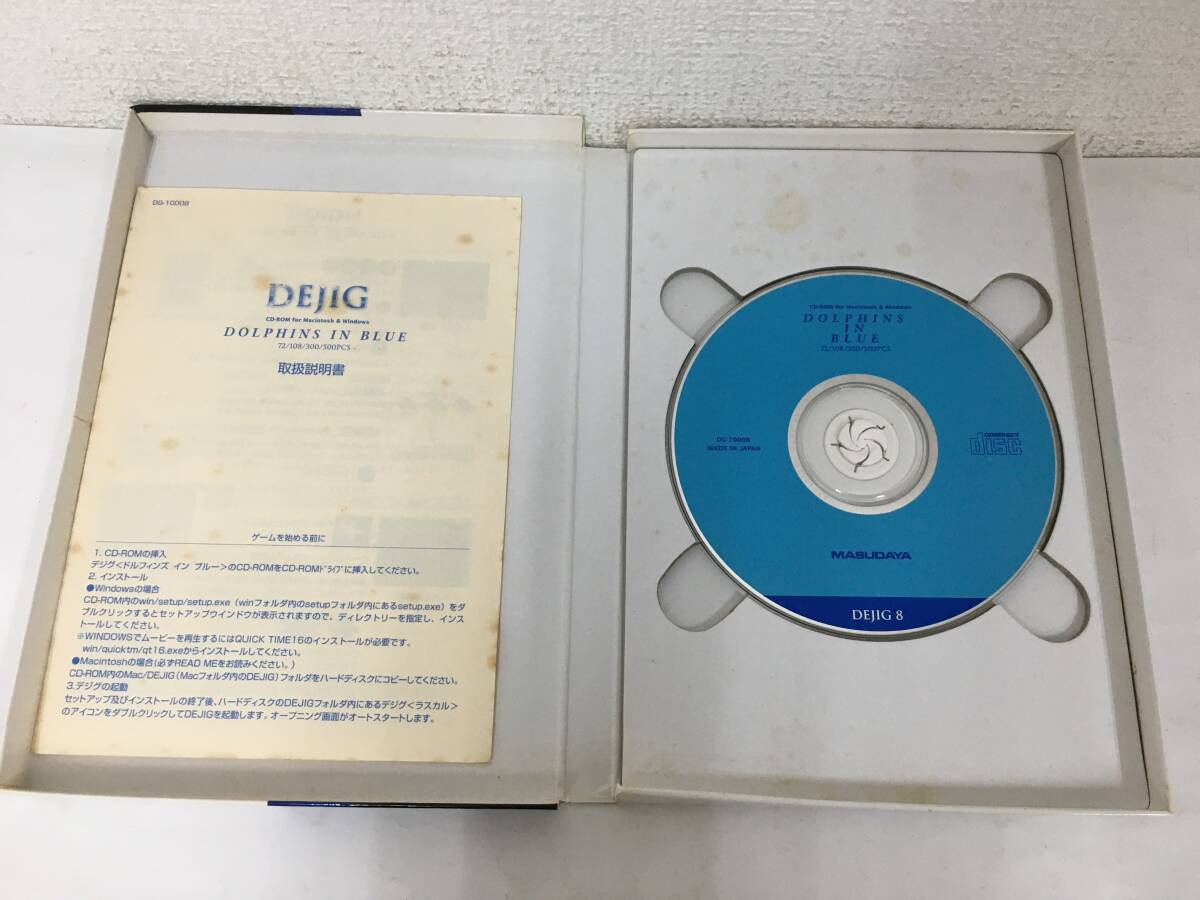 DG-10008
DEJIG
CD-ROM for Macintosh & Windows
DOLPHINS IN BLUE
72/108/300/500PCS
取扱説明書
ゲームを始める前に
1. CD-ROMの挿入
デジグ<ドルフィンズ イン ブルー>のCD-ROMをCD-ROMﾄﾞﾗｲﾌﾞに挿入してください。
2. インストール
●Windowsの場合
CD-ROM内のwin/setup/setup.exe（winフォルダ内のsetupフォルダ内にあるsetup.exe）をダ
ブルクリックするとセットアップウインドウが表示されますので、ディレクトリーを指定し、インス
トールしてください。
※WINDOWSでムービーを再生するにはQUICK TIME16のインストールが必要です。
win/quicktm/qt16.exeからインストールしてください。
●Macintoshの場合(必ずREAD MEをお読みください。)
CD-ROM内のMac/DEJIG（Macフォルダ内のDEJIG）フォルダをハードディスクにコピーしてください。
3.デジグの起動
セットアップ及びインストールの終了後、ハードディスクのDEJIGフォルダ内にあるデジグ<ラスカル>
のアイコンをダブルクリックしてDEJIGを起動します。オープニング画面がオートスタートします。
CD-ROM for Macintosh & Windows
DOLPHINS
IN
BLUE
72/108/300/500PCS
DG-10008
MADE IN JAPAN
COMPACT
disc
MASUDAYA
DEJIG 8